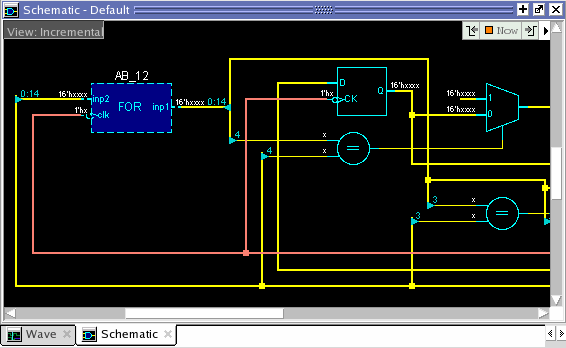 Schematic - Default
View: Incremental
Now
AB_12
0:14
16'hxxxx
inp2
FOR
inp1
16'hxxxx
0:14
1'hx
clk
D
1'hx
CK
Q
16'hxxxx
16'hxxxx
1
16'hxxxx
0
4
x
4
x
=
3
x
3
x
=
Wave
Schematic